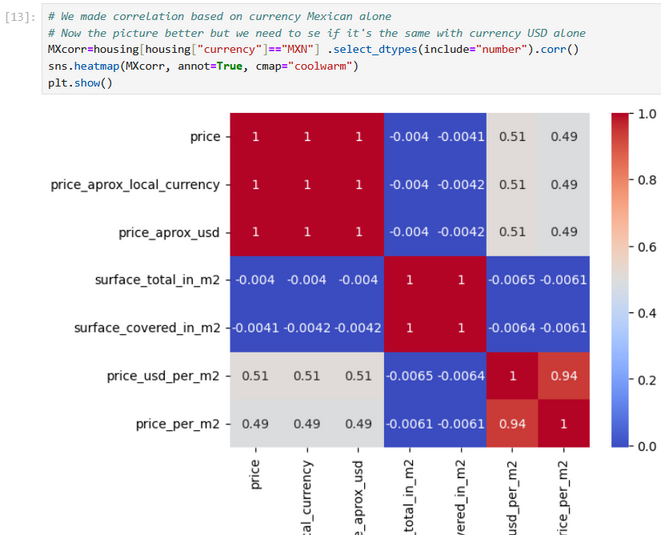 [13]: # We made correlation based on currency Mexican alone
# Now the picture better but we need to se if it's the same with currency USD alone
MXcorr=housing[housing["currency"]=="MXN"] .select_dtypes(include="number").corr()
sns.heatmap(MXcorr, annot=True, cmap="coolwarm")
plt.show()
price 1 1 1 -0.004 -0.0041 0.51 0.49
price_aprox_local_currency 1 1 1 -0.004 -0.0042 0.51 0.49
price_aprox_usd 1 1 1 -0.004 -0.0042 0.51 0.49
surface_total_in_m2 -0.004 -0.004 -0.004 1 1 -0.0065 -0.0061
surface_covered_in_m2 -0.0041 -0.0042 -0.0042 1 1 -0.0064 -0.0061
price_usd_per_m2 0.51 0.51 0.51 -0.0065 -0.0064 1 0.94
price_per_m2 0.49 0.49 0.49 -0.0061 -0.0061 0.94 1
price
cal_currency
e_aprox_usd
_total_in_m2
vered_in_m2
usd_per_m2
rice_per_m2
1.0
0.8
0.6
0.4
0.2
0.0